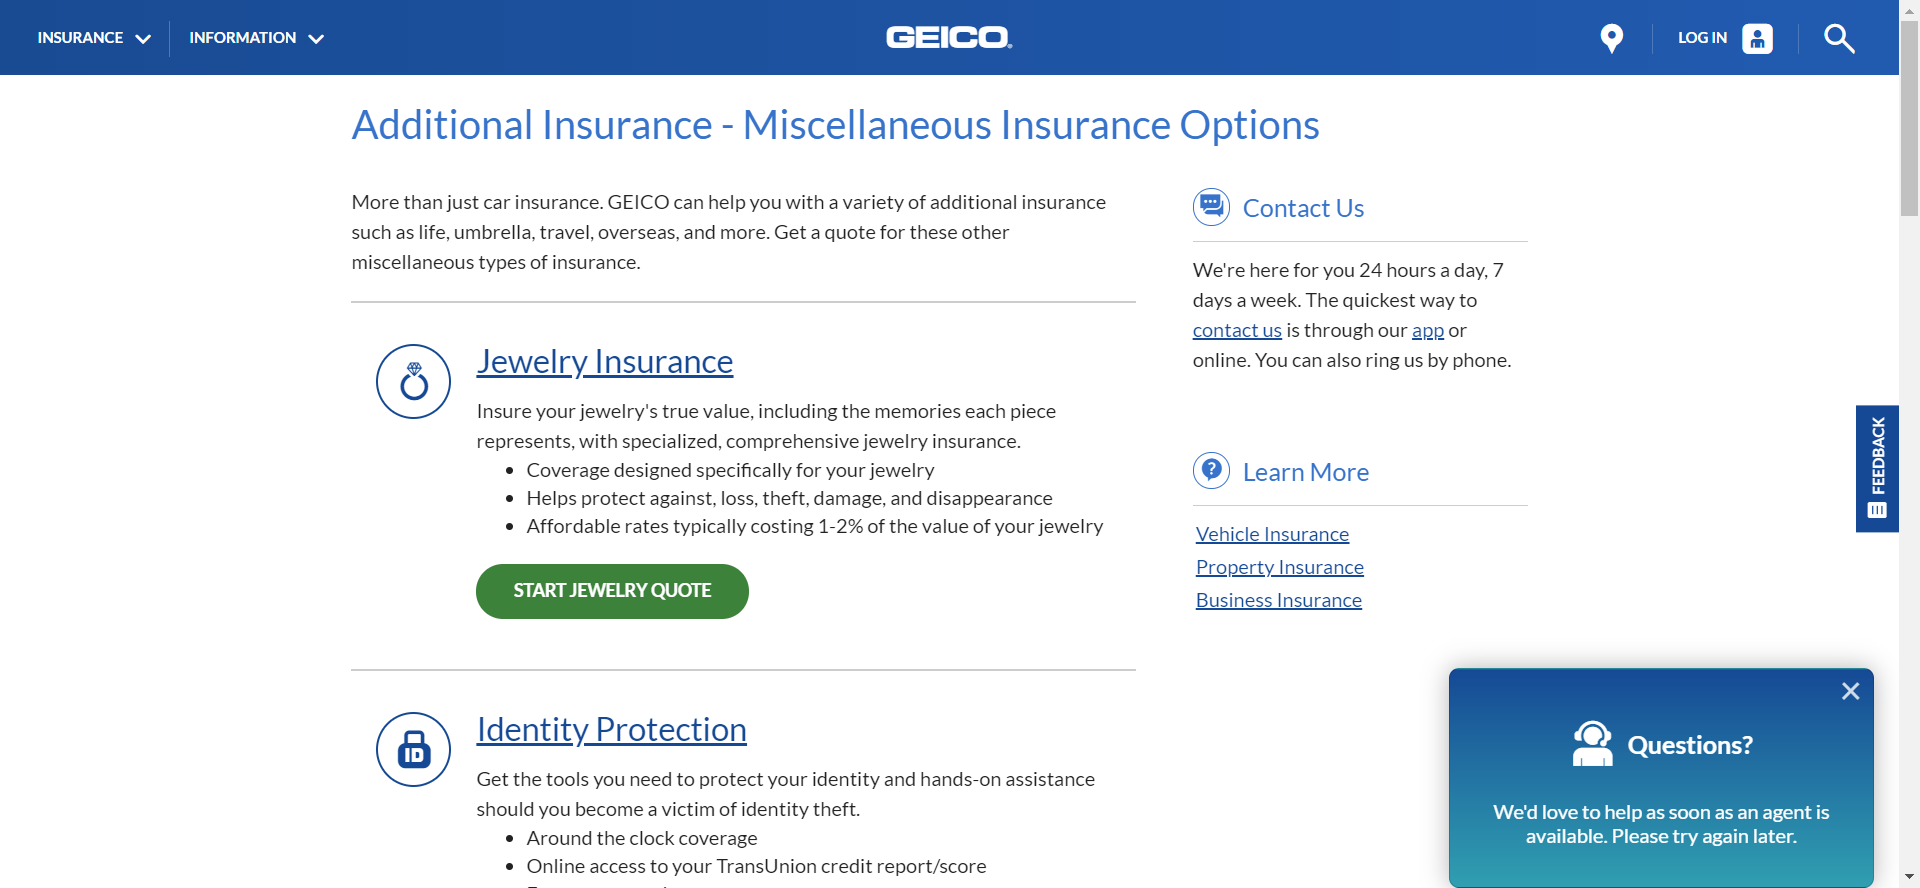 INSURANCE
INFORMATION
GEICO
LOG IN
Additional Insurance - Miscellaneous Insurance Options
More than just car insurance. GEICO can help you with a variety of additional insurance
such as life, umbrella, travel, overseas, and more. Get a quote for these other
miscellaneous types of insurance.
Jewelry Insurance
Insure your jewelry's true value, including the memories each piece
represents, with specialized, comprehensive jewelry insurance.
• Coverage designed specifically for your jewelry
• Helps protect against, loss, theft, damage, and disappearance
• Affordable rates typically costing 1-2% of the value of your jewelry
START JEWELRY QUOTE
ID
Identity Protection
Get the tools you need to protect your identity and hands-on assistance
should you become a victim of identity theft.
• Around the clock coverage
• Online access to your TransUnion credit report/score
Contact Us
We're here for you 24 hours a day, 7
days a week. The quickest way to
contact us is through our app or
online. You can also ring us by phone.
Learn More
Vehicle Insurance
Property Insurance
Business Insurance
FEEDBACK
Questions?
We'd love to help as soon as an agent is
available. Please try again later.